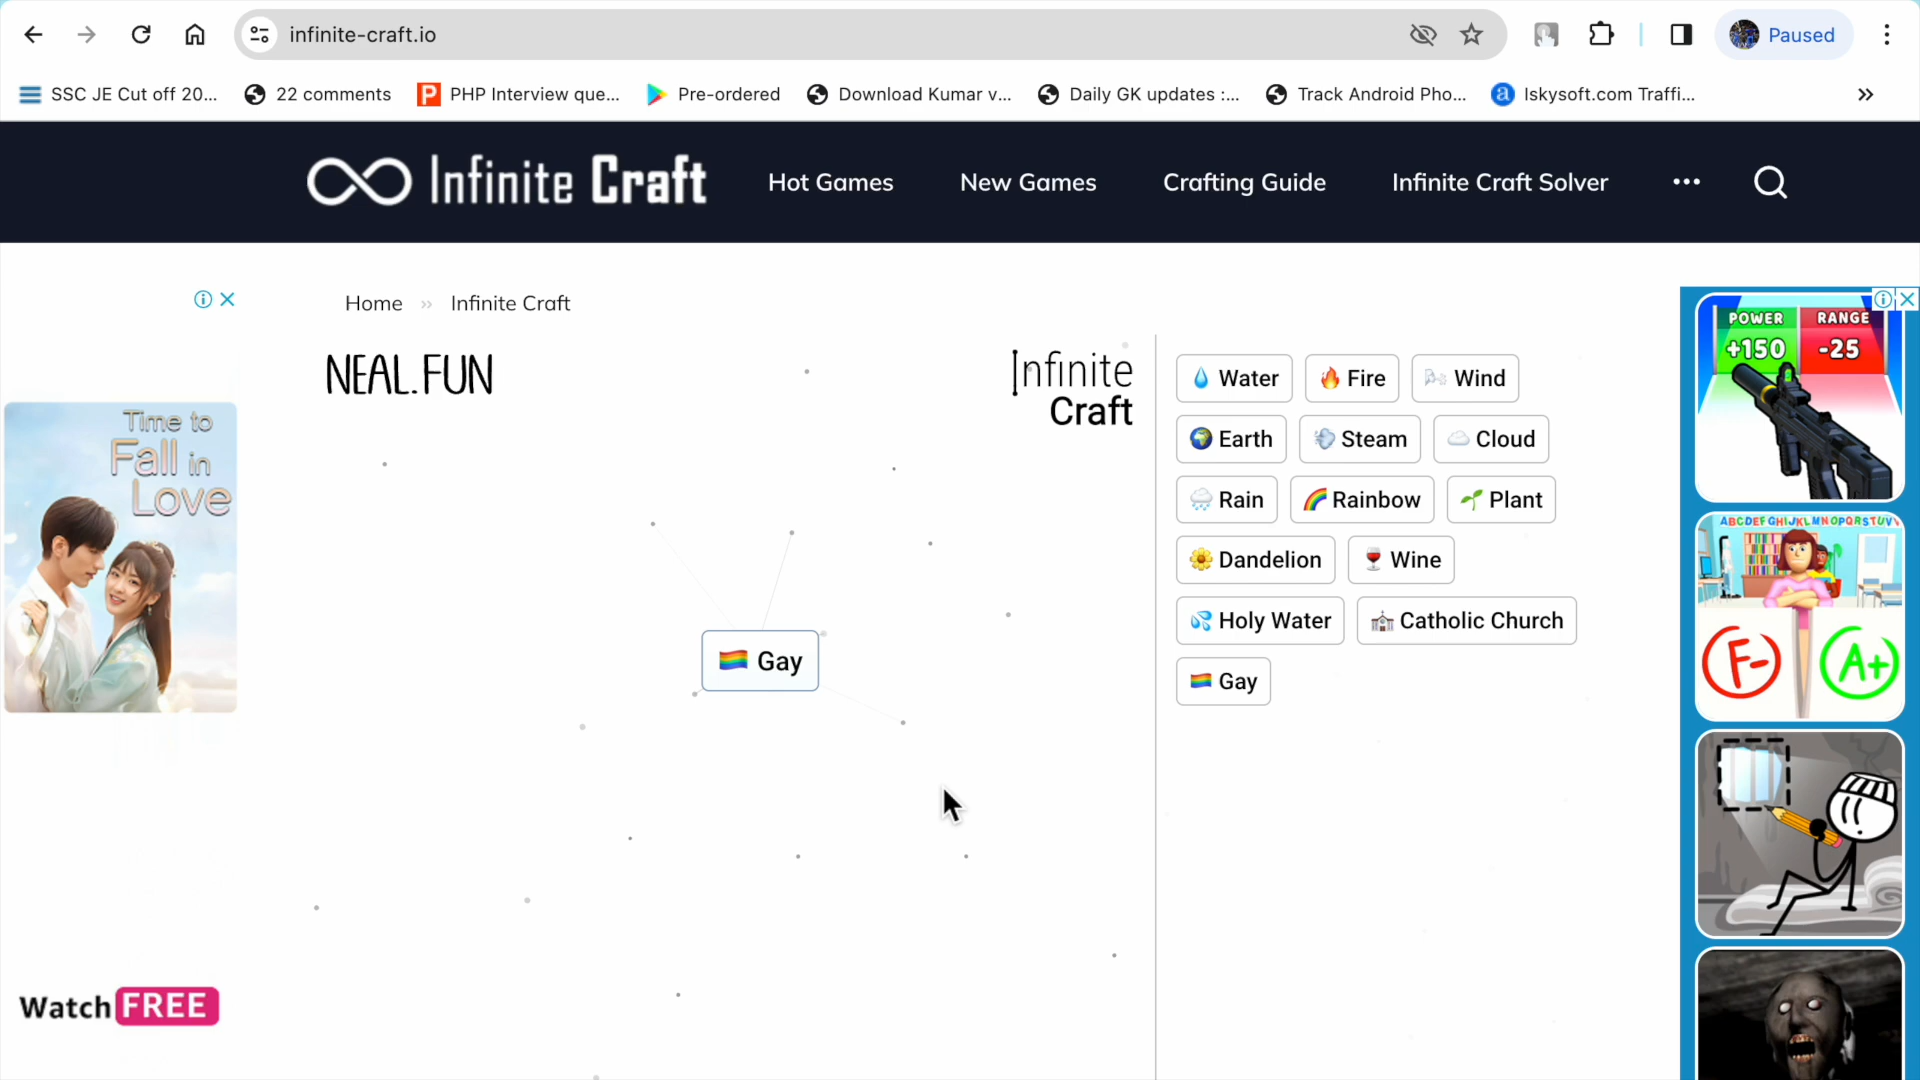 infinite-craft.io
Paused
SSC JE Cut off 20...
22 comments
PHP Interview que...
Pre-ordered
Download Kumar v...
Daily GK updates :...
Track Android Pho...
Iskysoft.com Traffi...
Infinite Craft
Hot Games
New Games
Crafting Guide
Infinite Craft Solver
Home » Infinite Craft
NEAL.FUN
Infinite
Craft
Water
Fire
Wind
Earth
Steam
Cloud
Rain
Rainbow
Plant
Dandelion
Wine
Holy Water
Catholic Church
Gay
Gay
Time to
Fall in
Love
Watch FREE
POWER
+150
RANGE
-25
ABCDEFGHIJKLMNOPQRSTUV
F-
A+